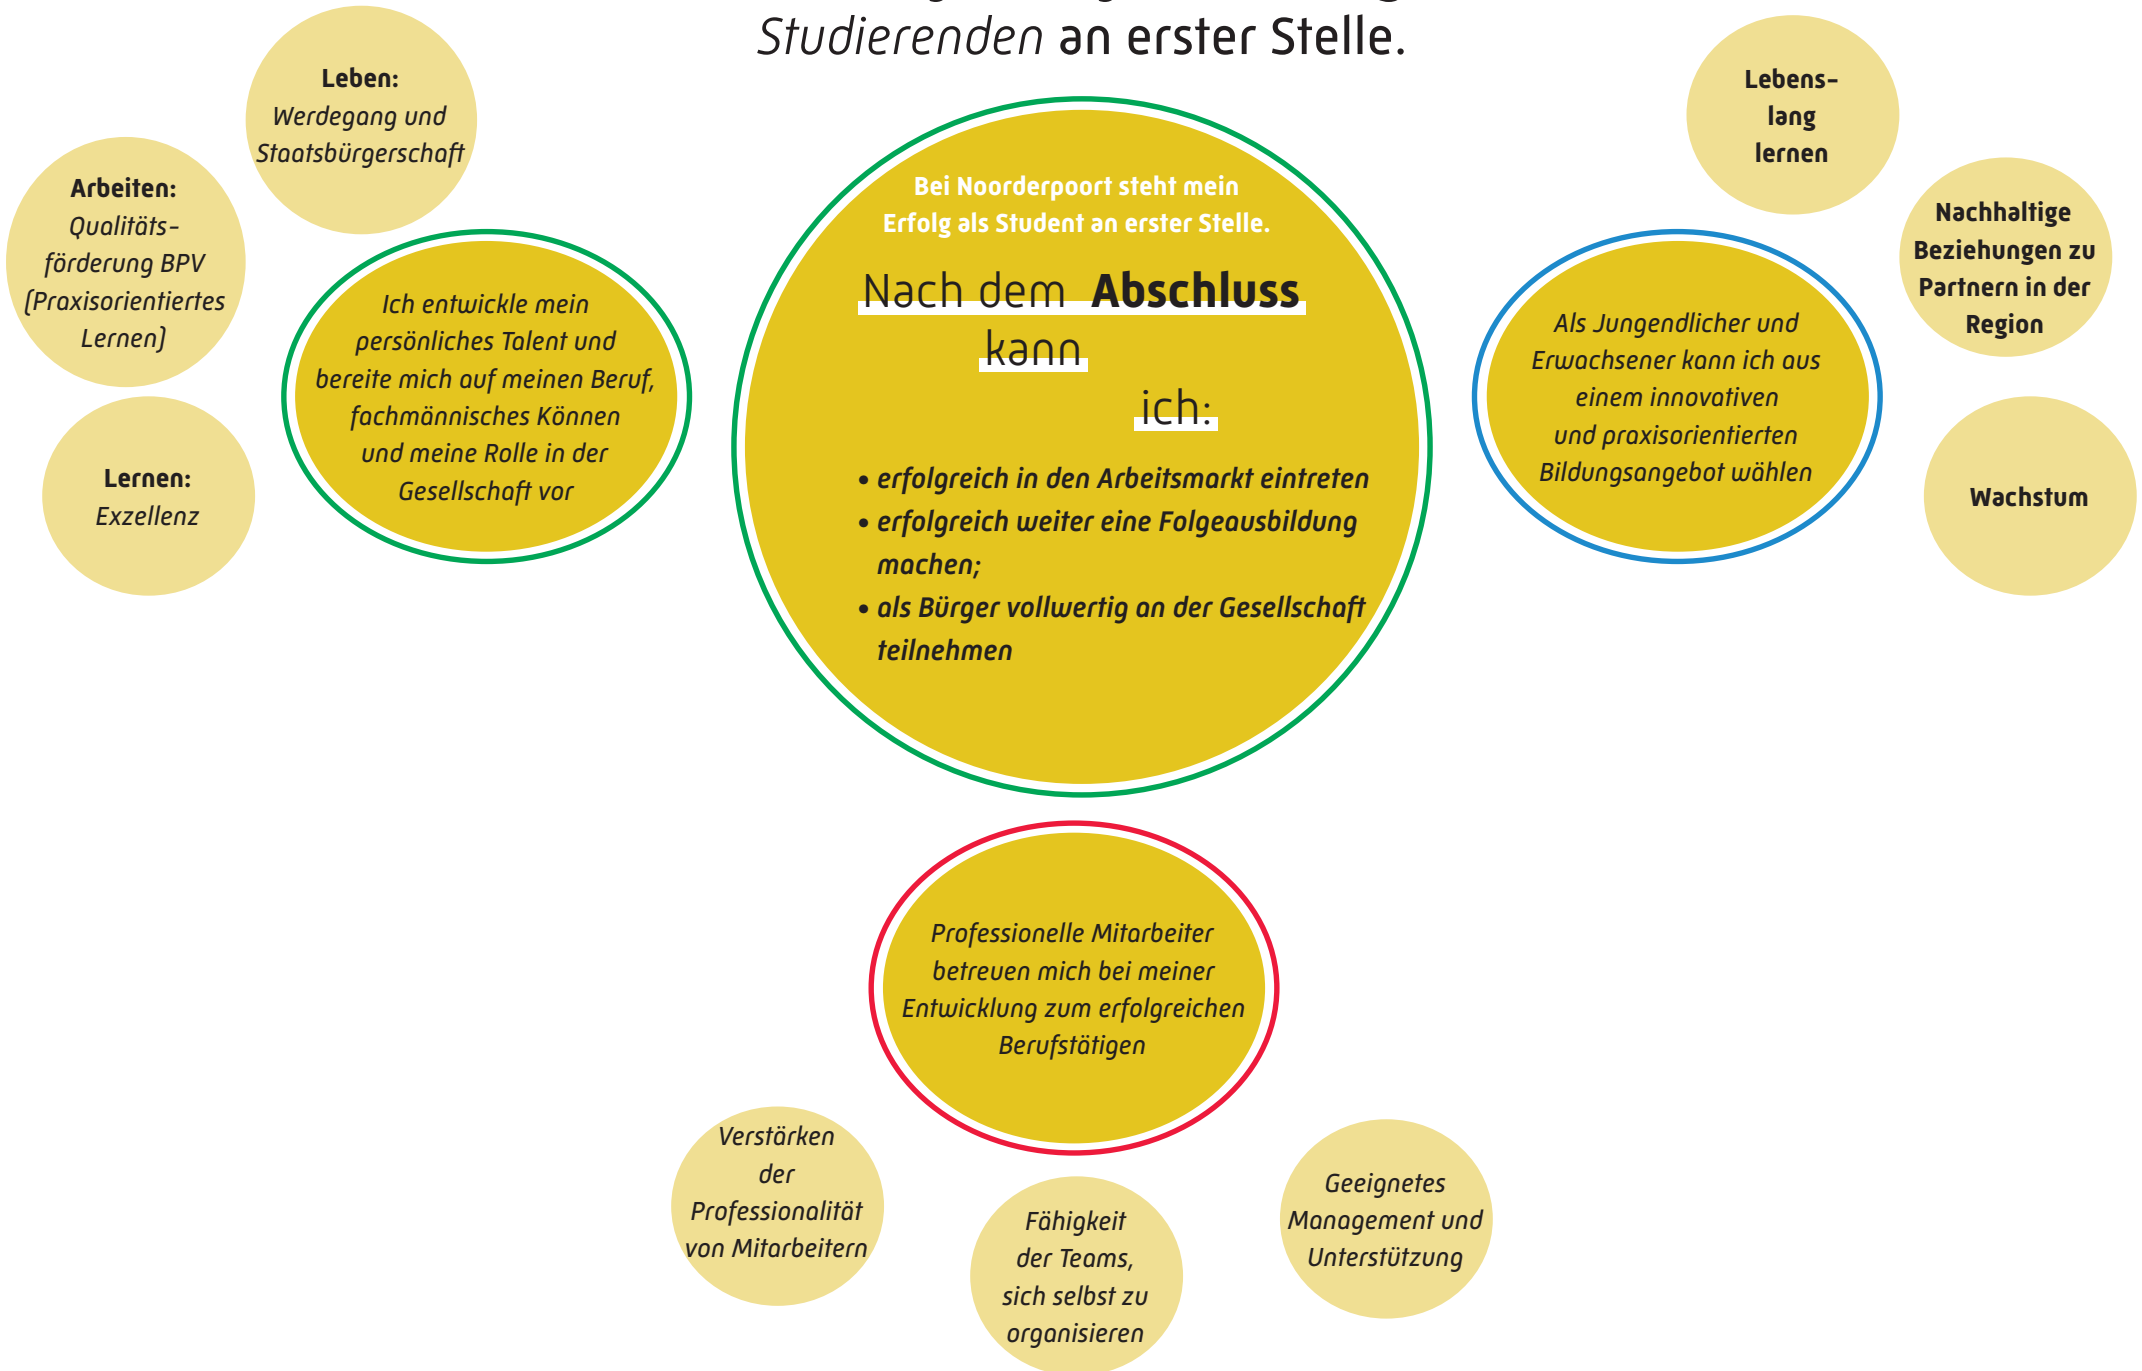 Studierenden an erster Stelle.
Leben:
Werdegang und
Staatsbürgerschaft
Arbeiten:
Qualitäts-
förderung BPV
(Praxisorientiertes
Lernen)
Lernen:
Exzellenz
Ich entwickle mein
persönliches Talent und
bereite mich auf meinen Beruf,
fachmännisches Können
und meine Rolle in der
Gesellschaft vor
Bei Noorderpoort steht mein
Erfolg als Student an erster Stelle.
Nach dem Abschluss
kann
ich:
• erfolgreich in den Arbeitsmarkt eintreten
• erfolgreich weiter eine Folgeausbildung
machen;
• als Bürger vollwertig an der Gesellschaft
teilnehmen
Als Jungendlicher und
Erwachsener kann ich aus
einem innovativen
und praxisorientierten
Bildungsangebot wählen
Lebens-
lang
lernen
Nachhaltige
Beziehungen zu
Partnern in der
Region
Wachstum
Professionelle Mitarbeiter
betreuen mich bei meiner
Entwicklung zum erfolgreichen
Berufstätigen
Verstärken
der
Professionalität
von Mitarbeitern
Fähigkeit
der Teams,
sich selbst zu
organisieren
Geeignetes
Management und
Unterstützung